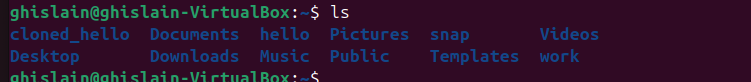 ghislain@ghislain-VirtualBox:~$ ls
cloned_hello  Documents  hello  Pictures  snap       Videos
Desktop       Downloads  Music  Public    Templates  work
ghislain@ghislain-VirtualBox:~$